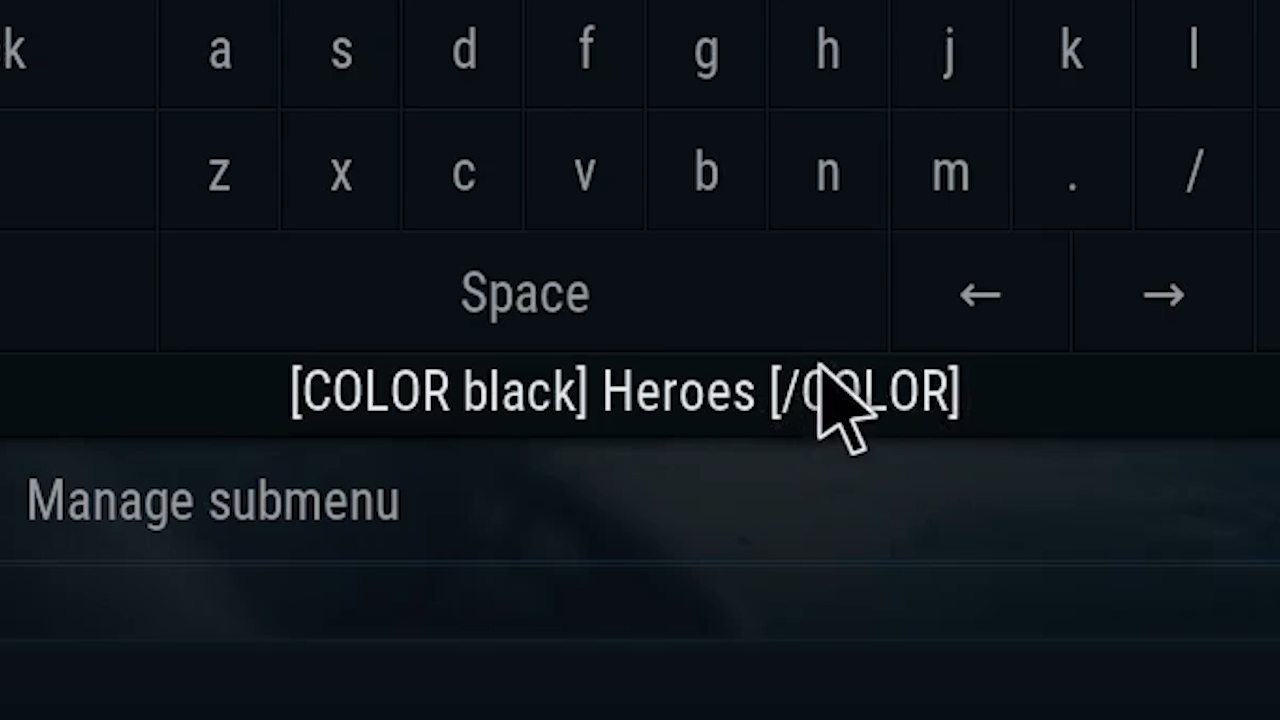 k a s d f g h j k l
z x c v b n m . /
Space ← →
[COLOR black] Heroes [/COLOR]
Manage submenu